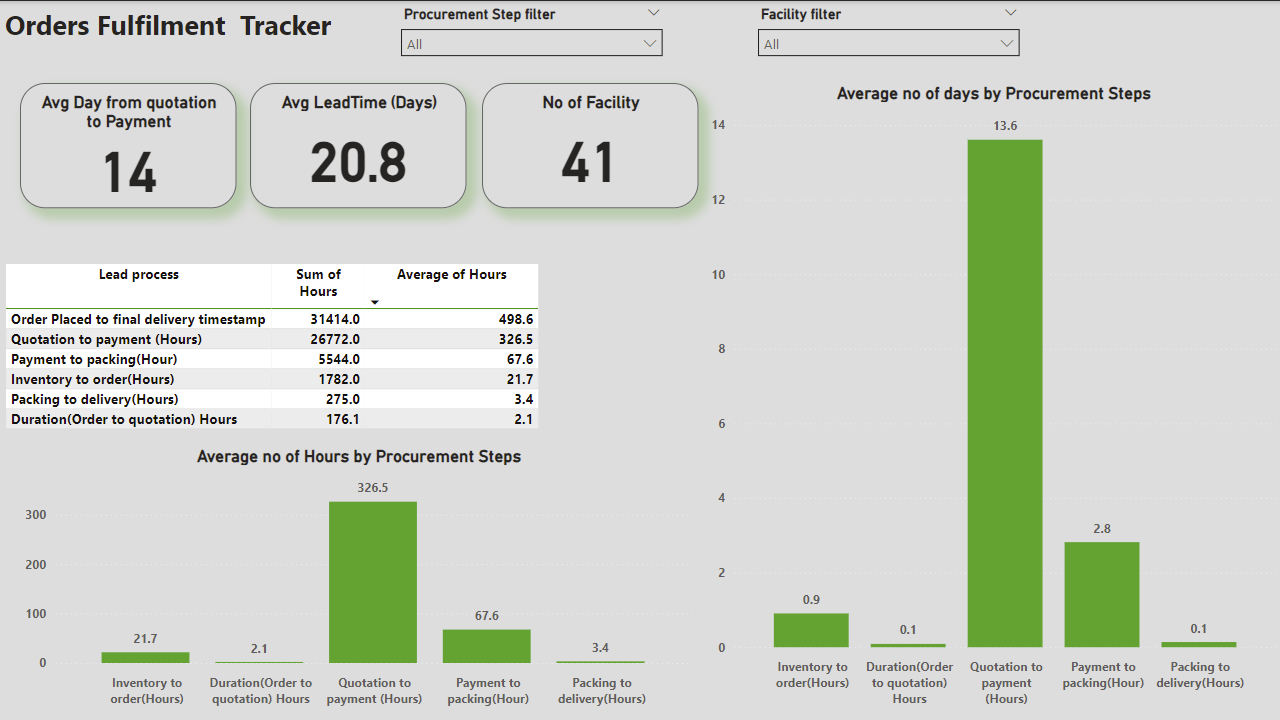 Orders Fulfilment  Tracker
Procurement Step filter
All
Facility filter
All
Avg Day from quotation
to Payment
14
Avg LeadTime (Days)
20.8
No of Facility
41
Lead process Sum of Hours Average of Hours
Order Placed to final delivery timestamp 31414.0 498.6
Quotation to payment (Hours) 26772.0 326.5
Payment to packing(Hour) 5544.0 67.6
Inventory to order(Hours) 1782.0 21.7
Packing to delivery(Hours) 275.0 3.4
Duration(Order to quotation) Hours 176.1 2.1
Average no of Hours by Procurement Steps
300
200
100
0
21.7
2.1
326.5
67.6
3.4
Inventory to
order(Hours)
Duration(Order to
quotation) Hours
Quotation to
payment (Hours)
Payment to
packing(Hour)
Packing to
delivery(Hours)
Average no of days by Procurement Steps
14
12
10
8
6
4
2
0
0.9
0.1
13.6
2.8
0.1
Inventory to
order(Hours)
Duration(Order
to quotation)
Hours
Quotation to
payment
(Hours)
Payment to
packing(Hour)
Packing to
delivery(Hours)